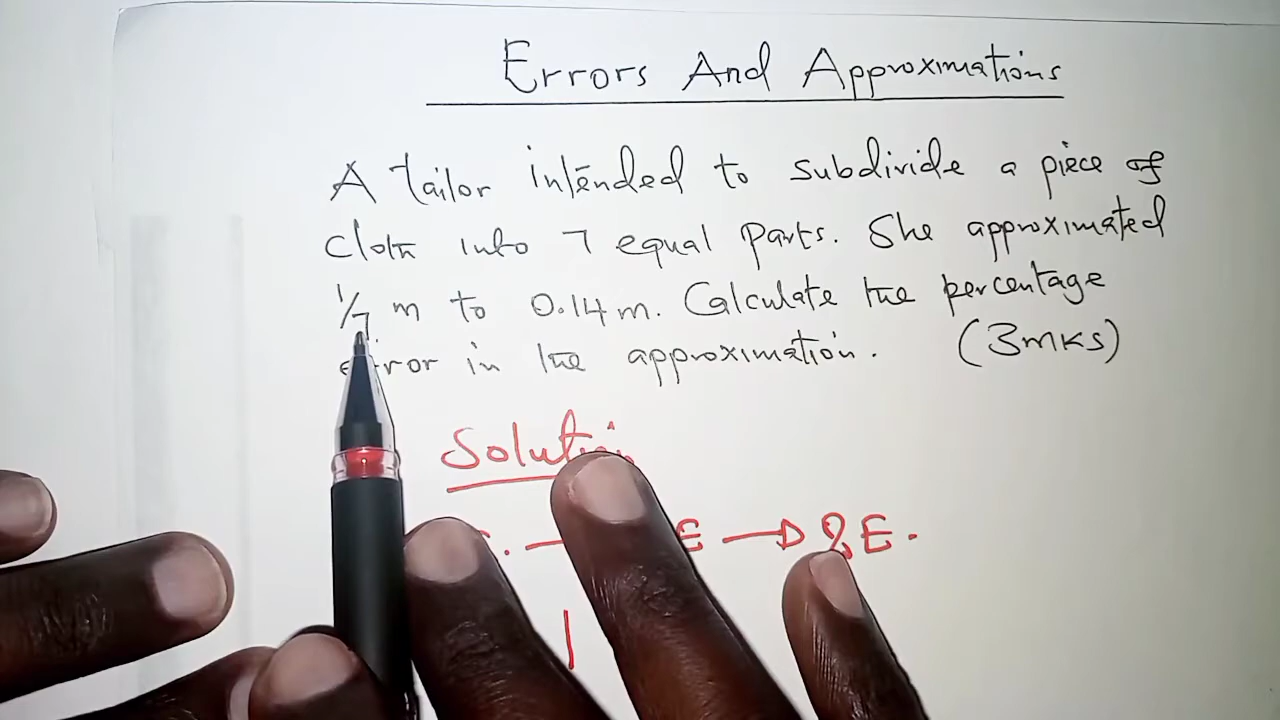 Errors And Approximations
A tailor intended to subdivide a piece of
cloth into 7 equal parts. She approximated
1/7 m to 0.14m. Calculate the percentage
error in the approximation. (3mks)
Solution
E → %E.